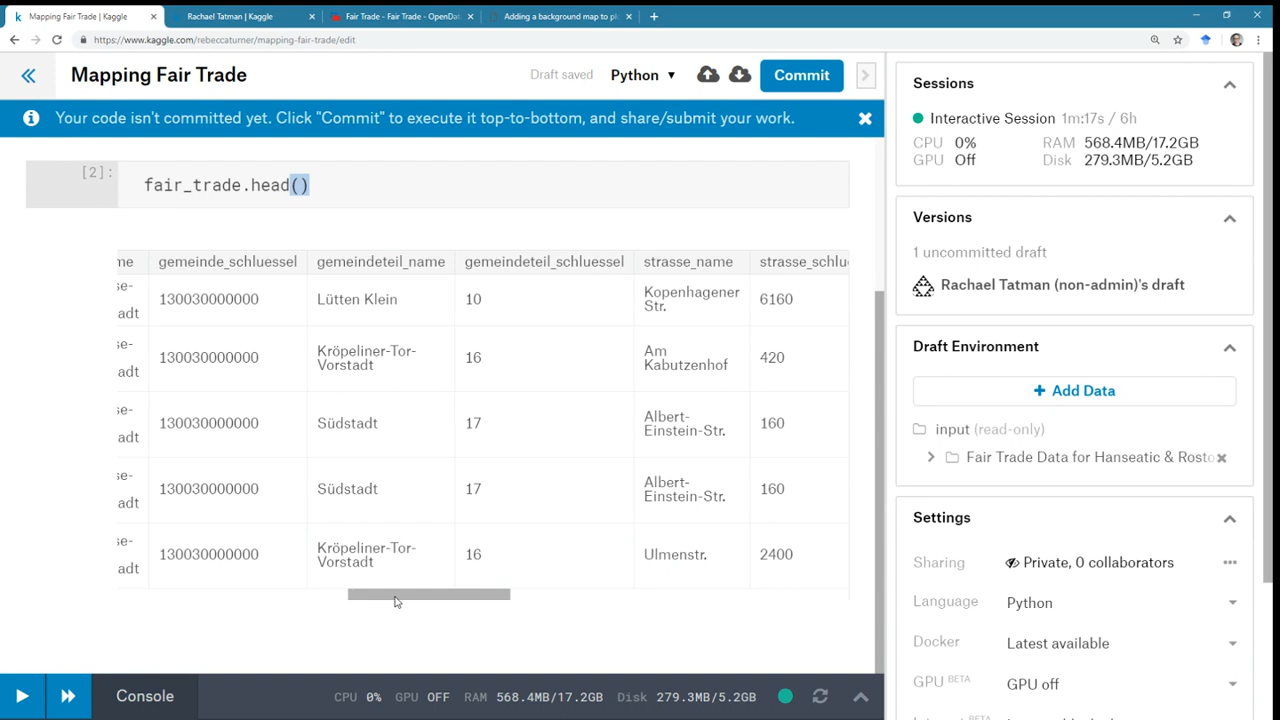 Mapping Fair Trade | Kaggle
Rachael Tatman | Kaggle
Fair Trade - Fair Trade - OpenDat
Adding a background map to pl
https://www.kaggle.com/rebeccaturner/mapping-fair-trade/edit
Mapping Fair Trade
Draft saved
Python
Commit
Your code isn't committed yet. Click "Commit" to execute it top-to-bottom, and share/submit your work.
[2]:
fair_trade.head()
me gemeinde_schluessel gemeindeteil_name gemeindeteil_schluessel strasse_name strasse_schlue
se-
adt
130030000000
Lütten Klein
10
Kopenhagener
Str.
6160
se-
adt
130030000000
Kröpeliner-Tor-
Vorstadt
16
Am
Kabutzenhof
420
se-
adt
130030000000
Südstadt
17
Albert-
Einstein-Str.
160
se-
adt
130030000000
Südstadt
17
Albert-
Einstein-Str.
160
se-
adt
130030000000
Kröpeliner-Tor-
Vorstadt
16
Ulmenstr.
2400
Console
CPU 0% GPU OFF RAM 568.4MB/17.2GB Disk 279.3MB/5.2GB
Sessions
Interactive Session 1m:17s / 6h
CPU 0% RAM 568.4MB/17.2GB
GPU Off Disk 279.3MB/5.2GB
Versions
1 uncommitted draft
Rachael Tatman (non-admin)'s draft
Draft Environment
+ Add Data
input (read-only)
Fair Trade Data for Hanseatic & Rosto
Settings
Sharing Private, 0 collaborators
Language Python
Docker Latest available
GPU BETA GPU off